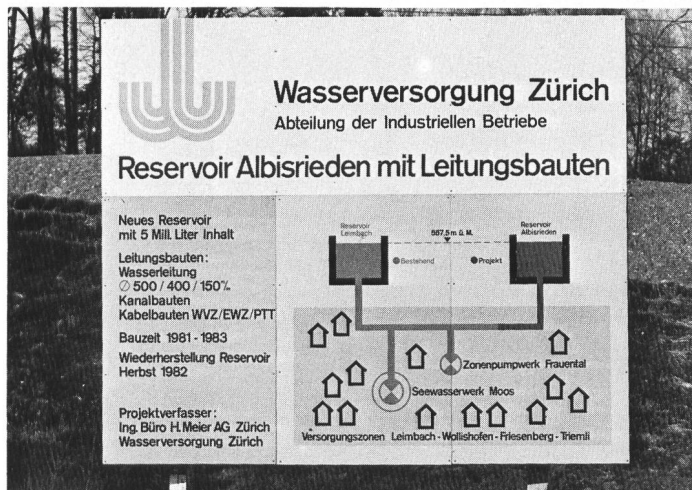 Wasserversorgung Zürich
Abteilung der Industriellen Betriebe
Reservoir Albisrieden mit Leitungsbauten
Neues Reservoir
mit 5 Mill. Liter Inhalt
Leitungsbauten:
Wasserleitung
∅ 500 / 400 / 150 ‰
Kanalbauten
Kabelbauten WVZ/EWZ/PTT
Bauzeit 1981 - 1983
Wiederherstellung Reservoir
Herbst 1982
Projektverfasser:
Ing. Büro H. Meier AG Zürich
Wasserversorgung Zürich
Reservoir
Leimbach
557,5 m ü. M.
Reservoir
Albisrieden
Bestehend
Projekt
Zonenpumpwerk Frauental
Seewasserwerk Moos
Versorgungszonen Leimbach - Wollishofen - Friesenberg - Triemli